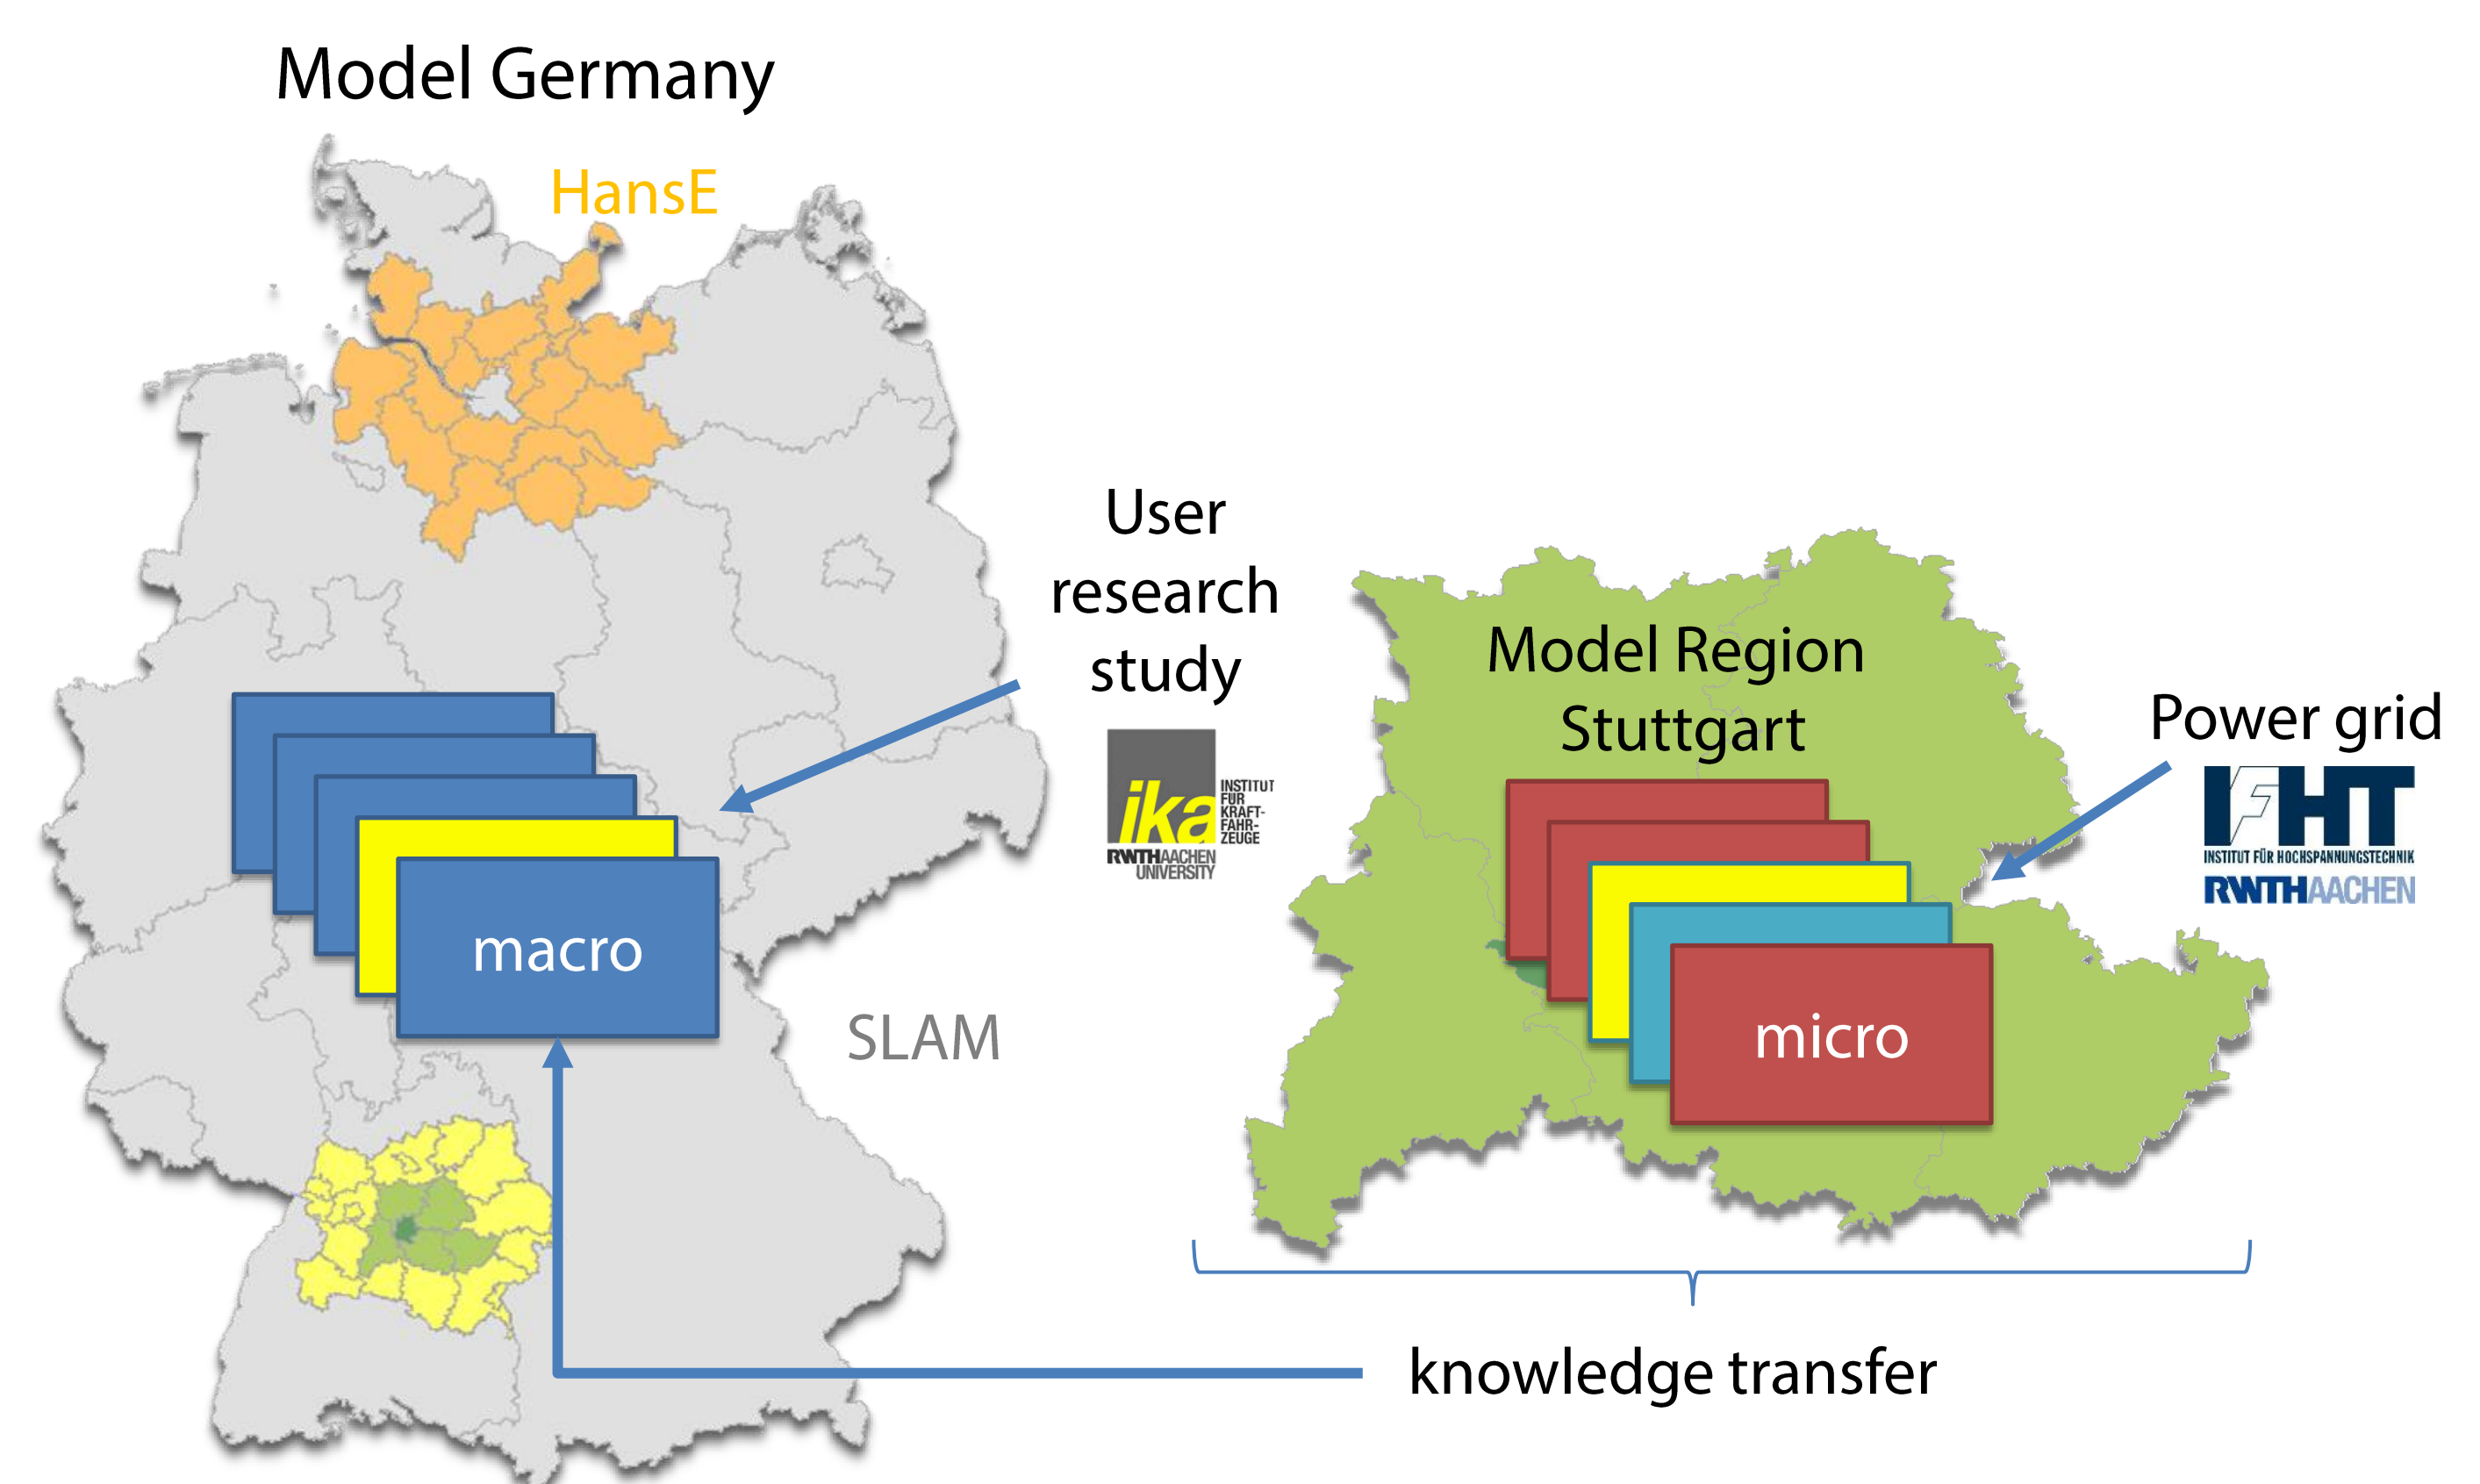 Model Germany
HansE
User
research
study
ika
INSTITUT
FÜR
KRAFT-
FAHR-
ZEUGE
RWTHAACHEN
UNIVERSITY
Model Region
Stuttgart
Power grid
IFHT
INSTITUT FÜR HOCHSPANNUNGSTECHNIK
RWTHAACHEN
macro
micro
SLAM
knowledge transfer